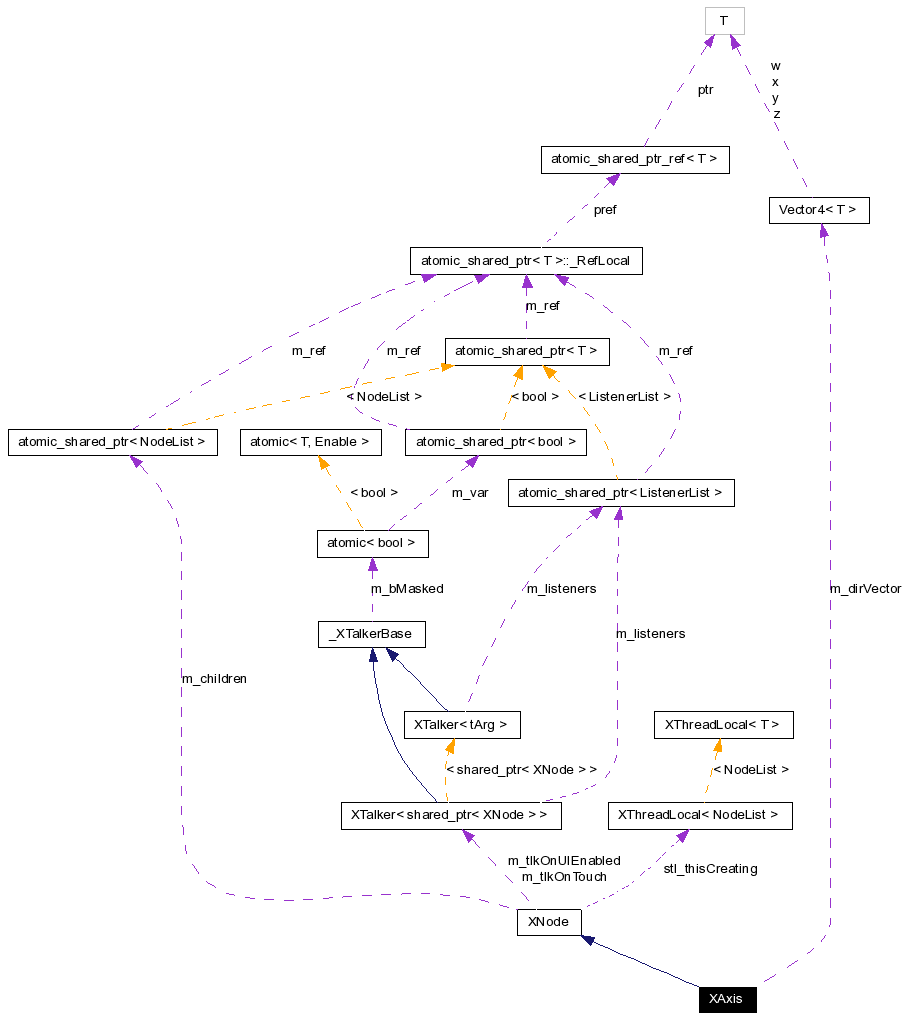 T
w
x
y
z
ptr
atomic_shared_ptr_ref< T >
Vector4< T >
pref
atomic_shared_ptr< T >::_RefLocal
m_ref
m_ref
m_ref
m_ref
atomic_shared_ptr< T >
< NodeList >
< bool >
< ListenerList >
atomic_shared_ptr< NodeList >
atomic< T, Enable >
atomic_shared_ptr< bool >
< bool >
m_var
atomic_shared_ptr< ListenerList >
atomic< bool >
m_bMasked
m_listeners
m_dirVector
_XTalkerBase
m_listeners
m_children
XTalker< tArg >
XThreadLocal< T >
< shared_ptr< XNode > >
< NodeList >
XTalker< shared_ptr< XNode > >
XThreadLocal< NodeList >
m_tlkOnUIEnabled
m_tlkOnTouch
stl_thisCreating
XNode
XAxis